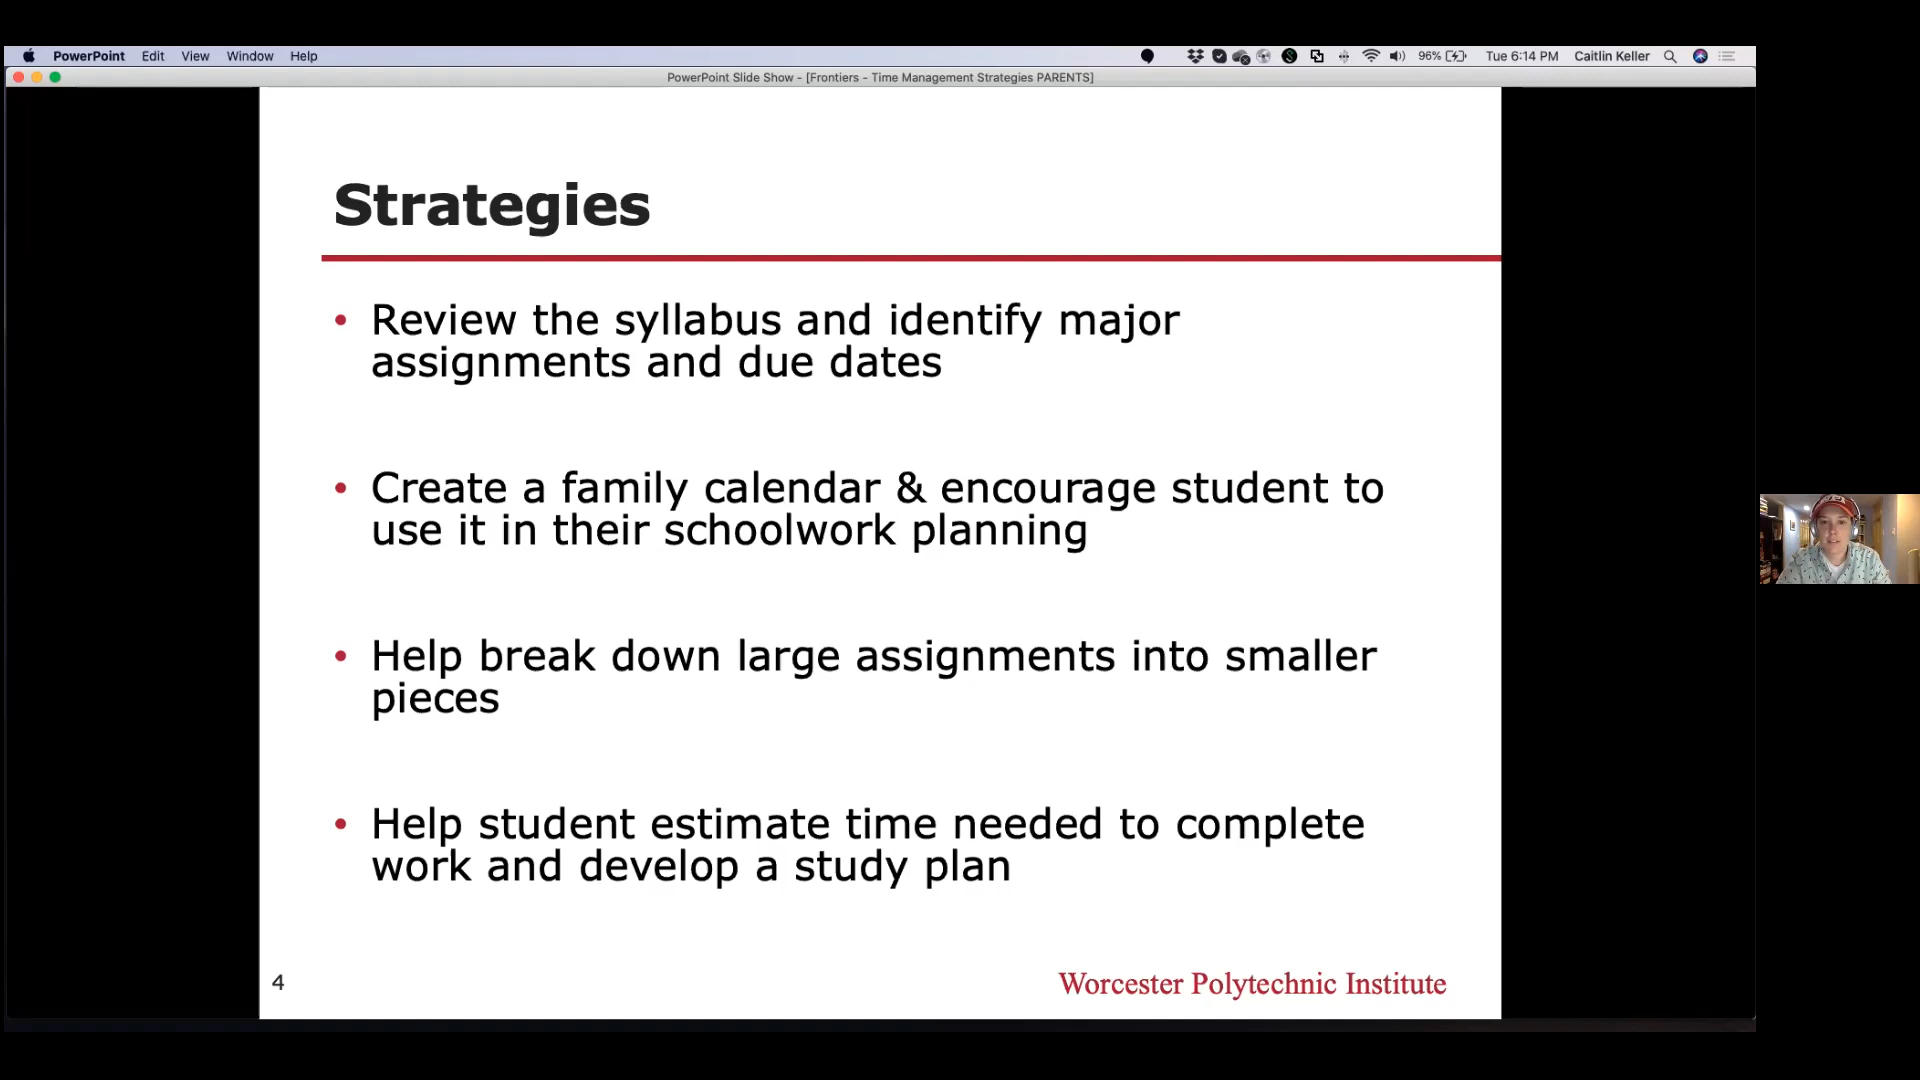 PowerPoint Edit View Window Help 96% Tue 6:14 PM Caitlin Keller
PowerPoint Slide Show - [Frontiers - Time Management Strategies PARENTS]
Strategies
• Review the syllabus and identify major
assignments and due dates
• Create a family calendar & encourage student to
use it in their schoolwork planning
• Help break down large assignments into smaller
pieces
• Help student estimate time needed to complete
work and develop a study plan
4
Worcester Polytechnic Institute